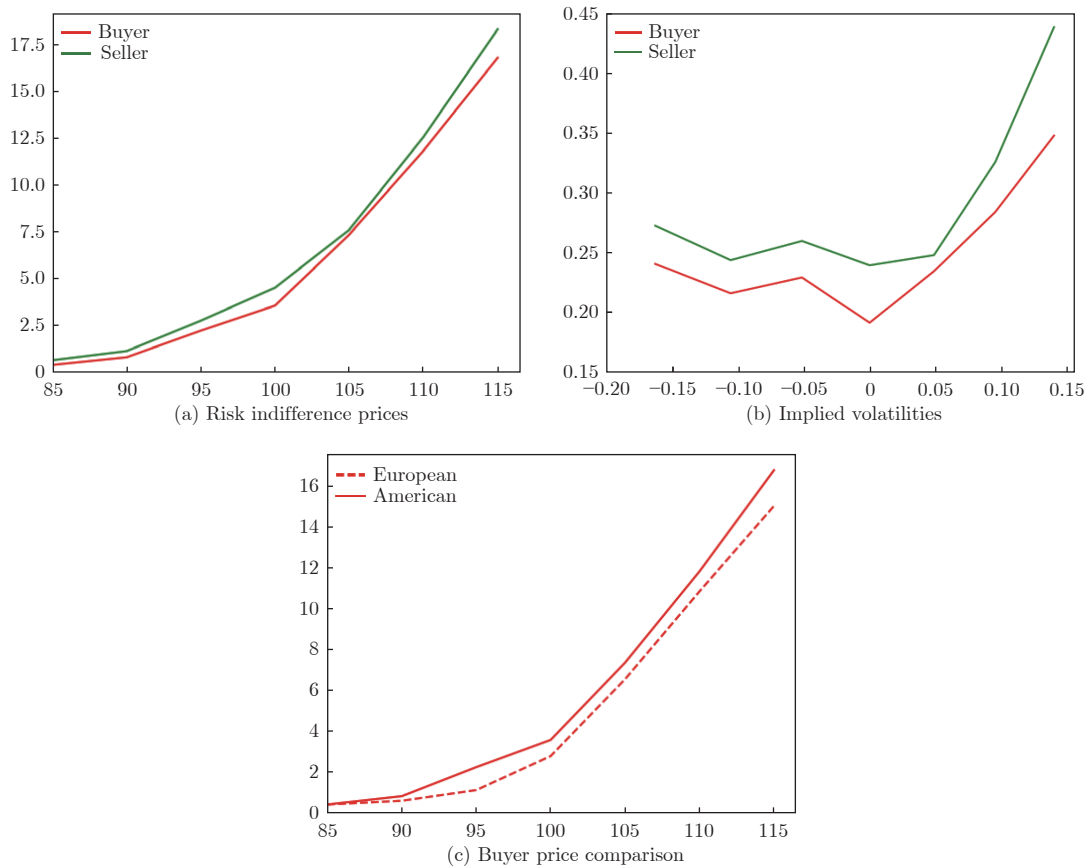 Buyer
Seller
17.5
15.0
12.5
10.0
7.5
5.0
2.5
0
85 90 95 100 105 110 115
(a) Risk indifference prices
0.45
Buyer
Seller
0.40
0.35
0.30
0.25
0.20
0.15
−0.20 −0.15 −0.10 −0.05 0 0.05 0.10 0.15
(b) Implied volatilities
European
American
16
14
12
10
8
6
4
2
0
85 90 95 100 105 110 115
(c) Buyer price comparison